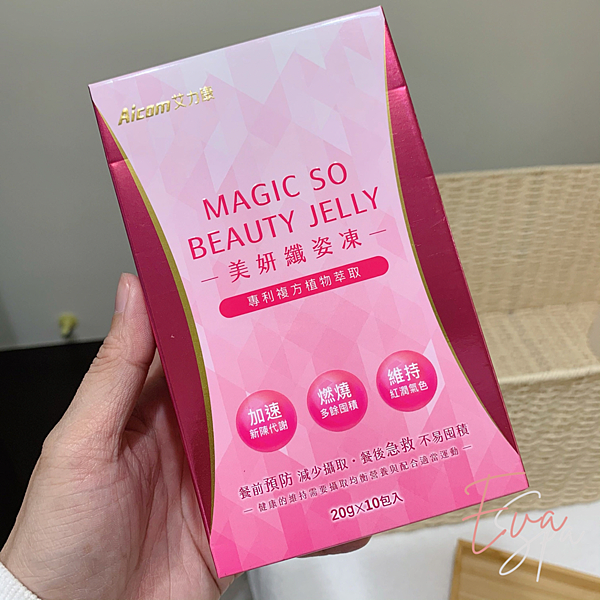 Aicom艾力康
MAGIC SO
BEAUTY JELLY
— 美妍纖姿凍 —
專利複方植物萃取
加速
新陳代謝
燃燒
多餘囤積
維持
紅潤氣色
餐前預防 減少攝取・餐後急救 不易囤積
— 健康的維持需要攝取均衡營養與配合適當運動 —
20g×10包入
Eva